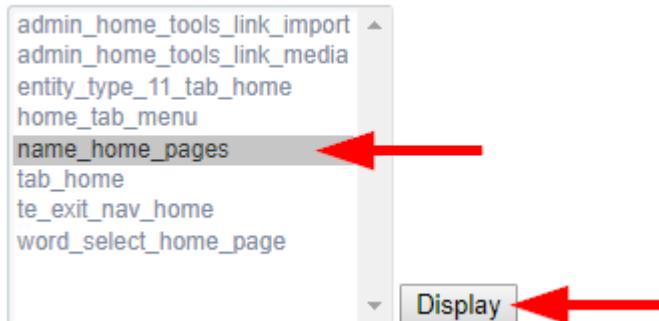 admin_home_tools_link_import
admin_home_tools_link_media
entity_type_11_tab_home
home_tab_menu
name_home_pages
tab_home
te_exit_nav_home
word_select_home_page
Display